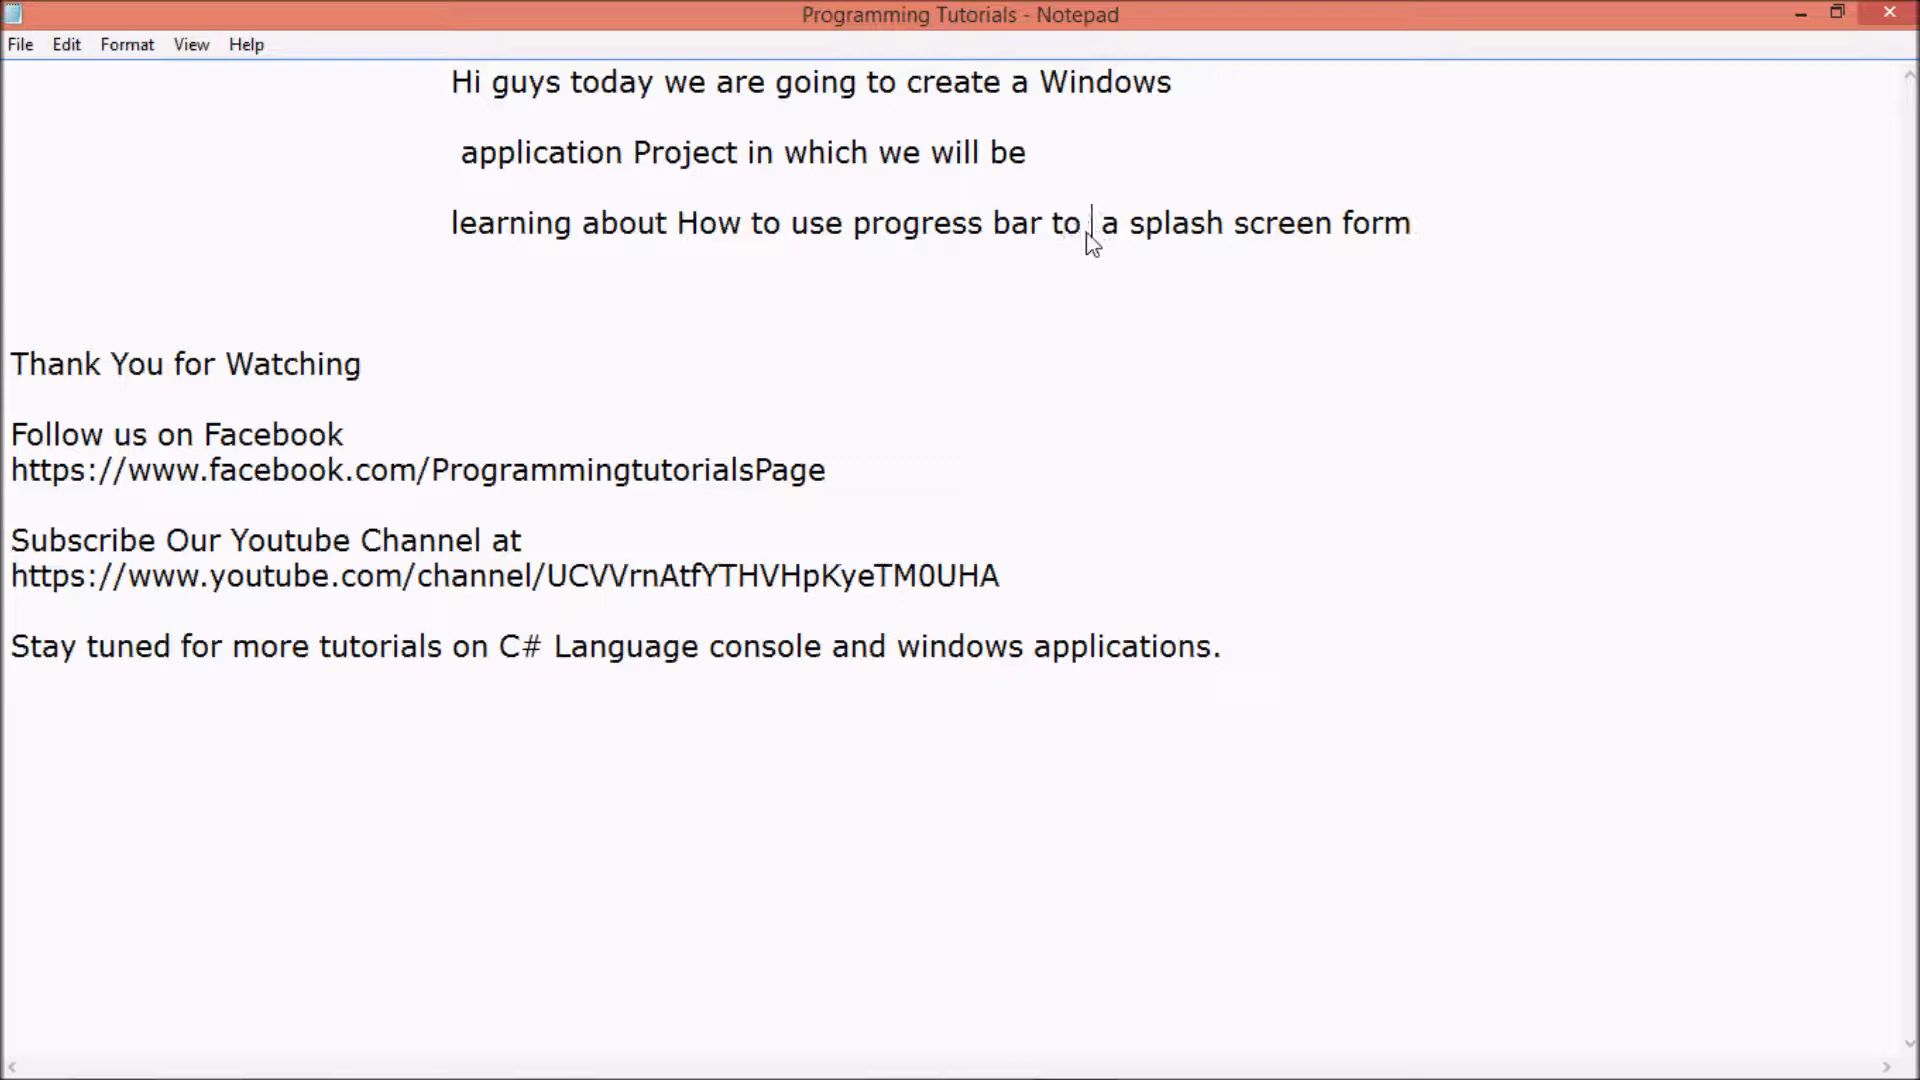 Programming Tutorials - Notepad
File Edit Format View Help
Hi guys today we are going to create a Windows
application Project in which we will be
learning about How to use progress bar to a splash screen form
Thank You for Watching
Follow us on Facebook
https://www.facebook.com/ProgrammingtutorialsPage
Subscribe Our Youtube Channel at
https://www.youtube.com/channel/UCVVrnAtfYTHVHpKyeTM0UHA
Stay tuned for more tutorials on C# Language console and windows applications.